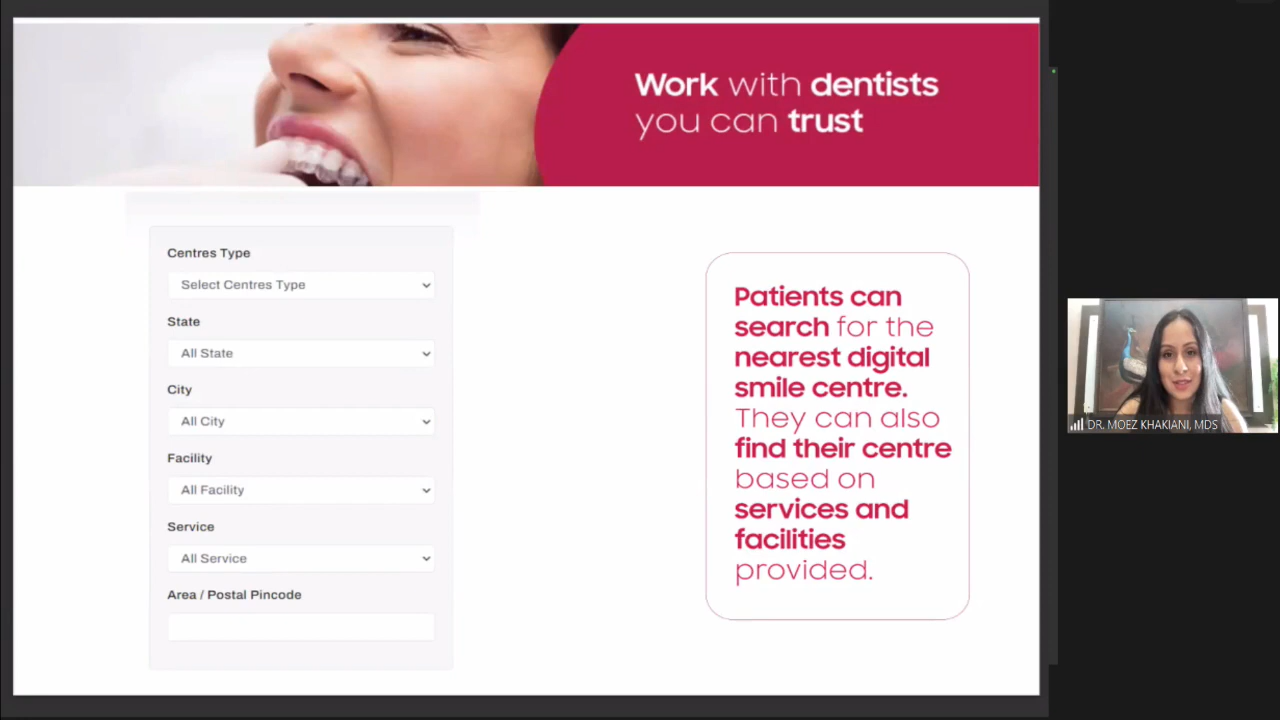 Work with dentists
you can trust
Centres Type
Select Centres Type
State
All State
City
All City
Facility
All Facility
Service
All Service
Area / Postal Pincode
Patients can
search for the
nearest digital
smile centre.
They can also
find their centre
based on
services and
facilities
provided.
DR. MOEZ KHAKIANI, MDS